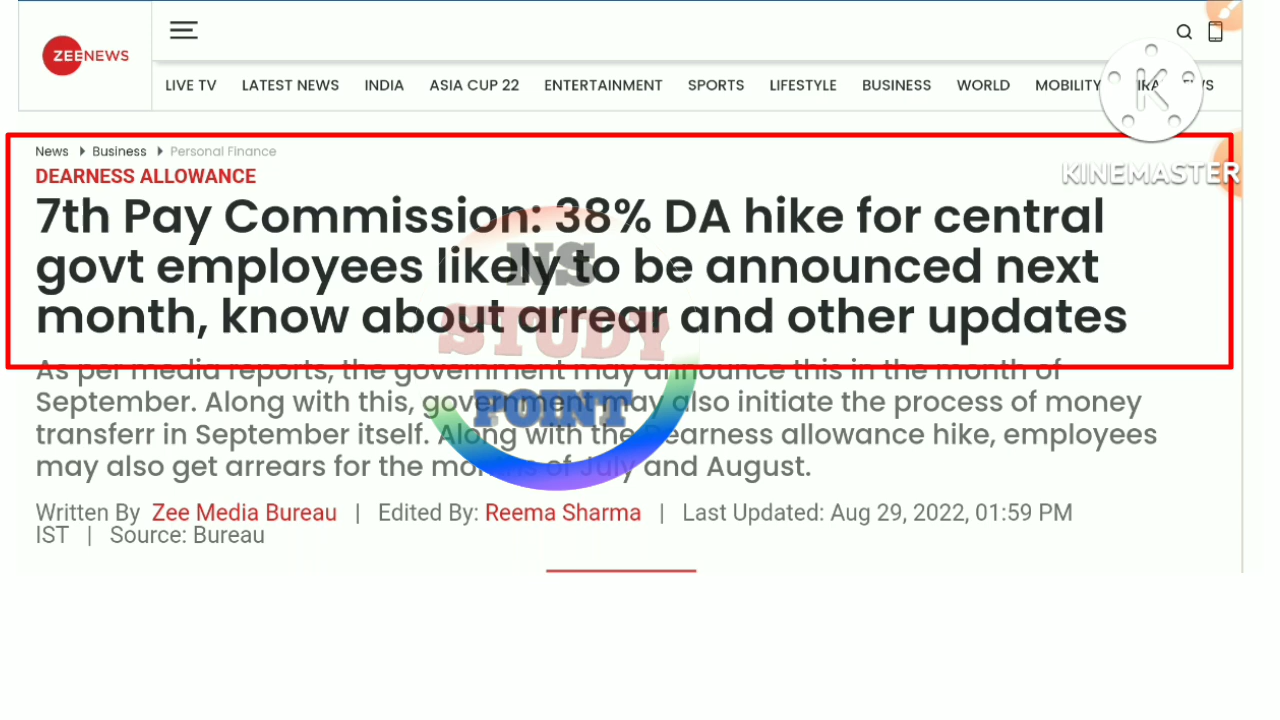 ZEENEWS
LIVE TV LATEST NEWS INDIA ASIA CUP 22 ENTERTAINMENT SPORTS LIFESTYLE BUSINESS WORLD MOBILITY
K
KINEMASTER
News Business Personal Finance
DEARNESS ALLOWANCE
7th Pay Commission: 38% DA hike for central
govt employees likely to be announced next
month, know about arrear and other updates
NS
STUDY
POINT
As per media reports, the government may announce this in the month of
September. Along with this, government may also initiate the process of money
transferr in September itself. Along with the Dearness allowance hike, employees
may also get arrears for the months of July and August.
Written By Zee Media Bureau | Edited By: Reema Sharma | Last Updated: Aug 29, 2022, 01:59 PM
IST | Source: Bureau